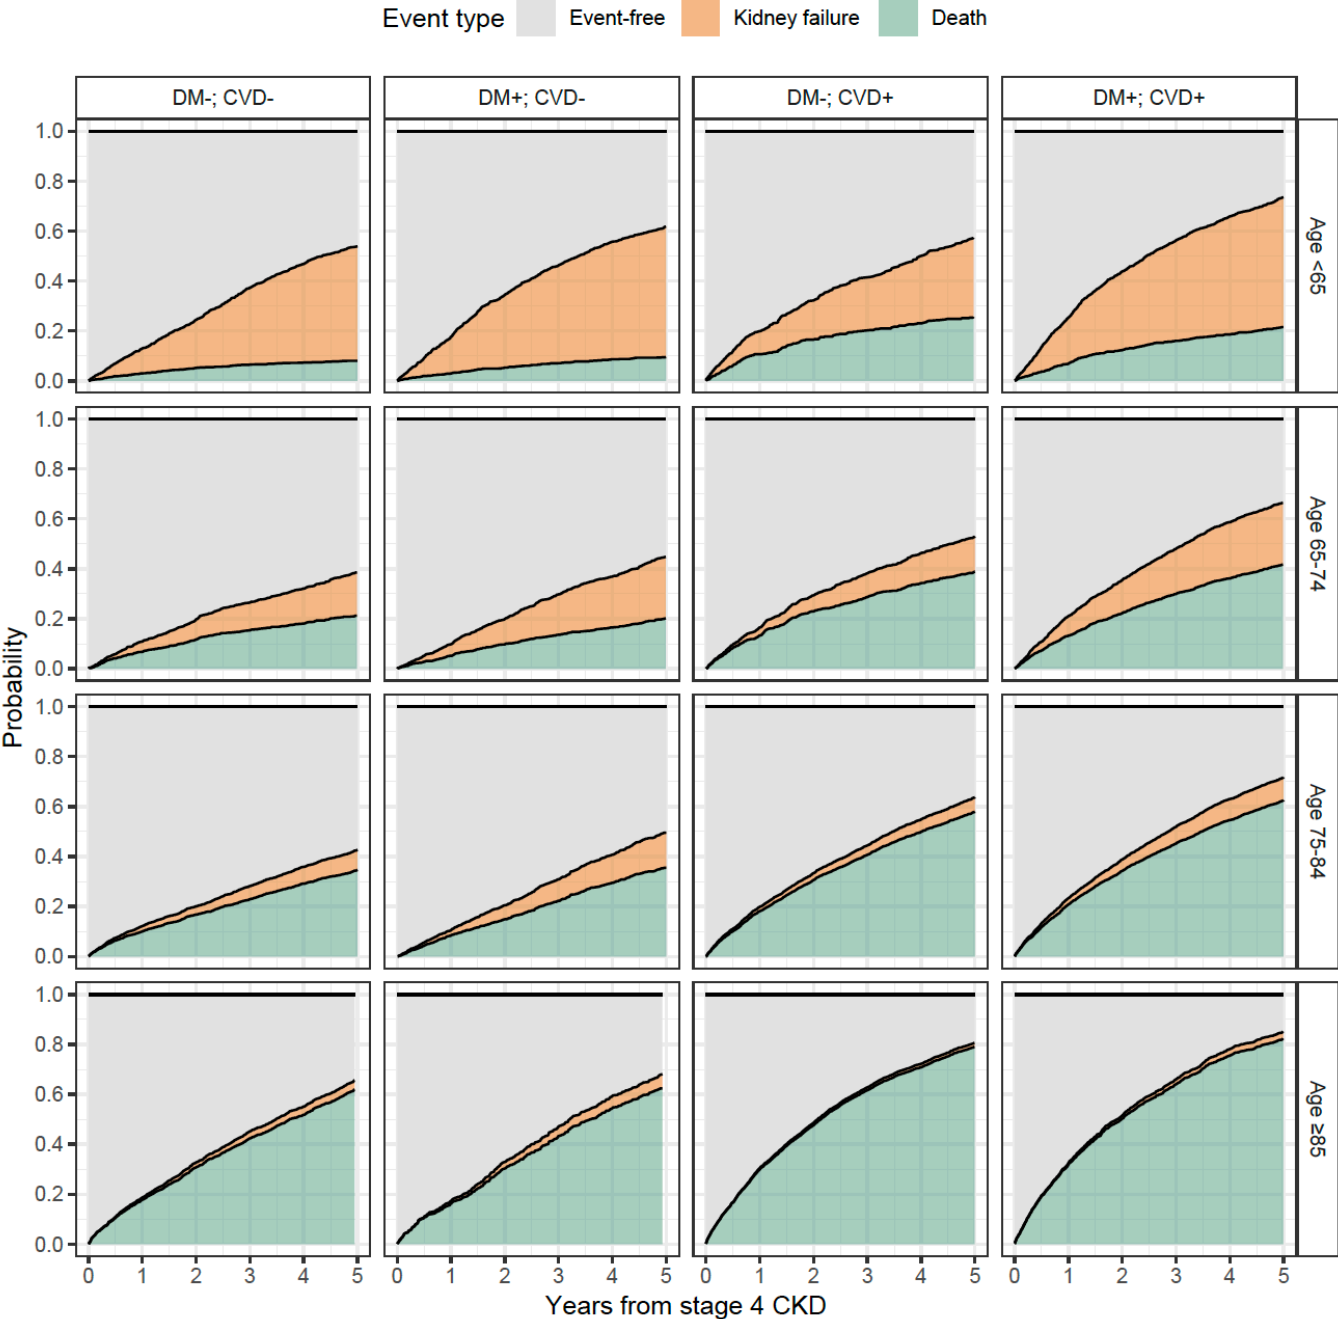 Event type Event-free Kidney failure Death
DM-; CVD- DM+; CVD- DM-; CVD+ DM+; CVD+
1.0
0.8
0.6
0.4
0.2
0.0
Age <65
1.0
0.8
0.6
0.4
0.2
0.0
Age 65-74
Probability
1.0
0.8
0.6
0.4
0.2
0.0
Age 75-84
1.0
0.8
0.6
0.4
0.2
0.0
Age ≥85
0 1 2 3 4 5 0 1 2 3 4 5 0 1 2 3 4 5 0 1 2 3 4 5
Years from stage 4 CKD